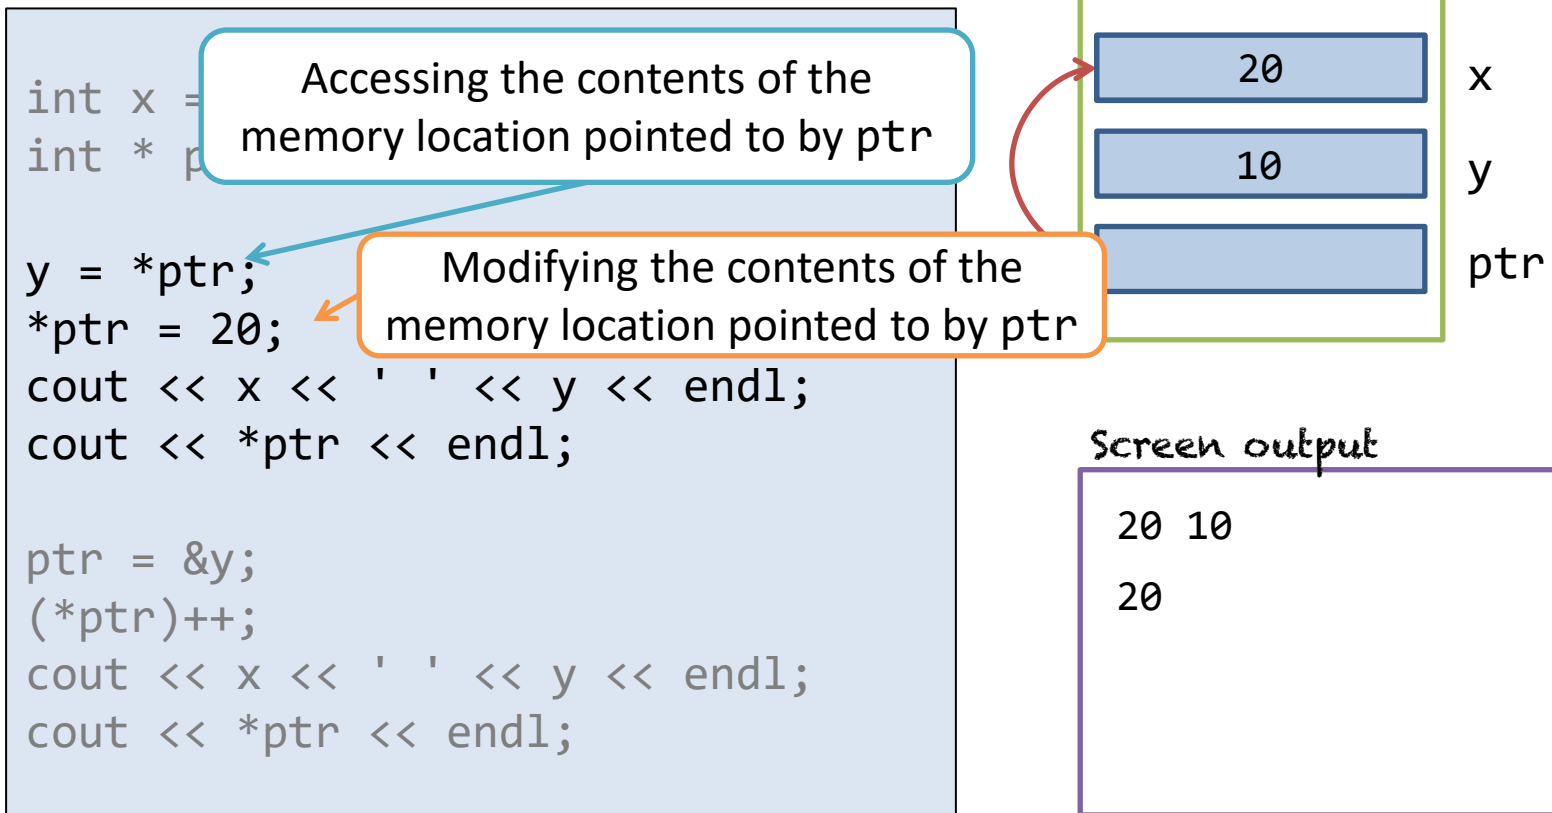 int x =
int * p
Accessing the contents of the
memory location pointed to by ptr
y = *ptr;
*ptr = 20;
Modifying the contents of the
memory location pointed to by ptr
cout << x << ' ' << y << endl;
cout << *ptr << endl;
ptr = &y;
(*ptr)++;
cout << x << ' ' << y << endl;
cout << *ptr << endl;
20 x
10 y
ptr
Screen output
20 10
20